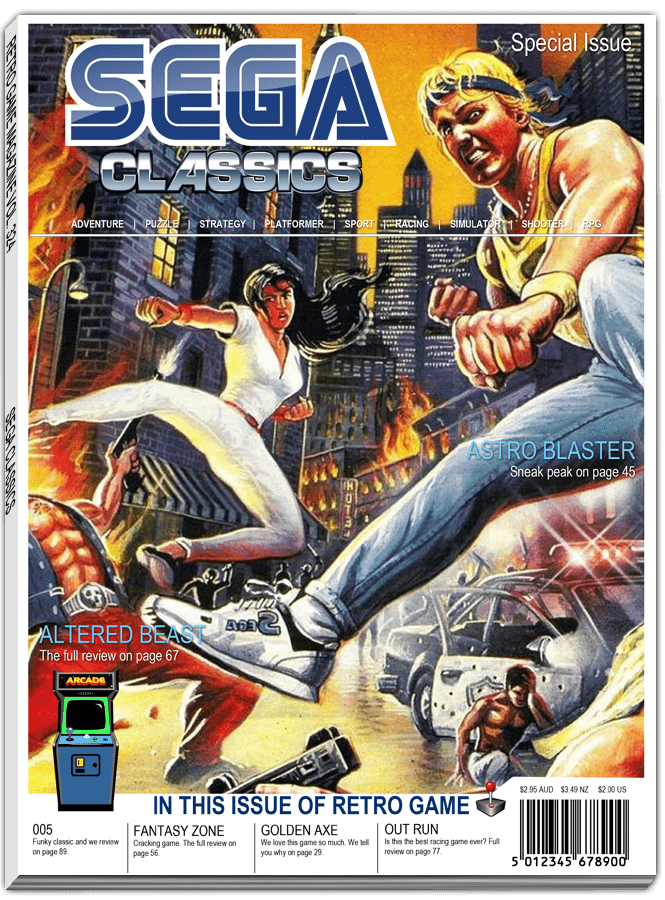 RETRO GAME MAGAZINE
SEGA CLASSICS
Special Issue
SEGA
CLASSICS
ADVENTURE | PUZZLE | STRATEGY | PLATFORMER | SPORT | RACING | SIMULATOR | SHOOTER | RPG
HOTEL
ASTRO BLASTER
Sneak peak on page 45
SEGA
ALTERED BEAST
The full review on page 67
ARCADE
IN THIS ISSUE OF RETRO GAME
$2.95 AUD $3.49 NZ $2.00 US
5 012345 678900
005
Funky classic and we review
on page 89.
FANTASY ZONE
Cracking game. The full review on
page 56.
GOLDEN AXE
We love this game so much. We tell
you why on page 29.
OUT RUN
Is this the best racing game ever? Full
review on page 77.